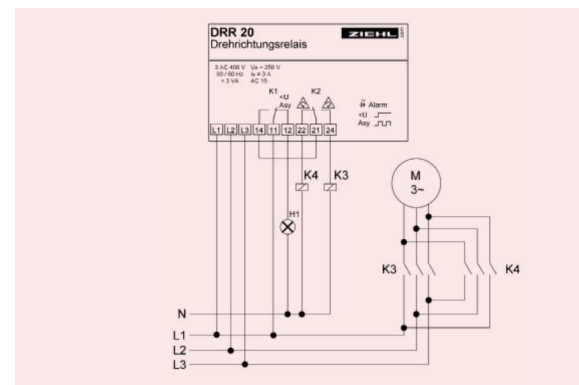 DRR 20 ZIEHL
Drehrichtungsrelais
3 AC 400 V Ue = 250 V
50 / 60 Hz Ie = 3 A
< 3 VA AC 15
K1 <U K2
Asy
Alarm
<U
Asy
L1 L2 L3 14 11 12 22 21 24
K4 K3
M
3~
H1
K3 K4
N
L1
L2
L3